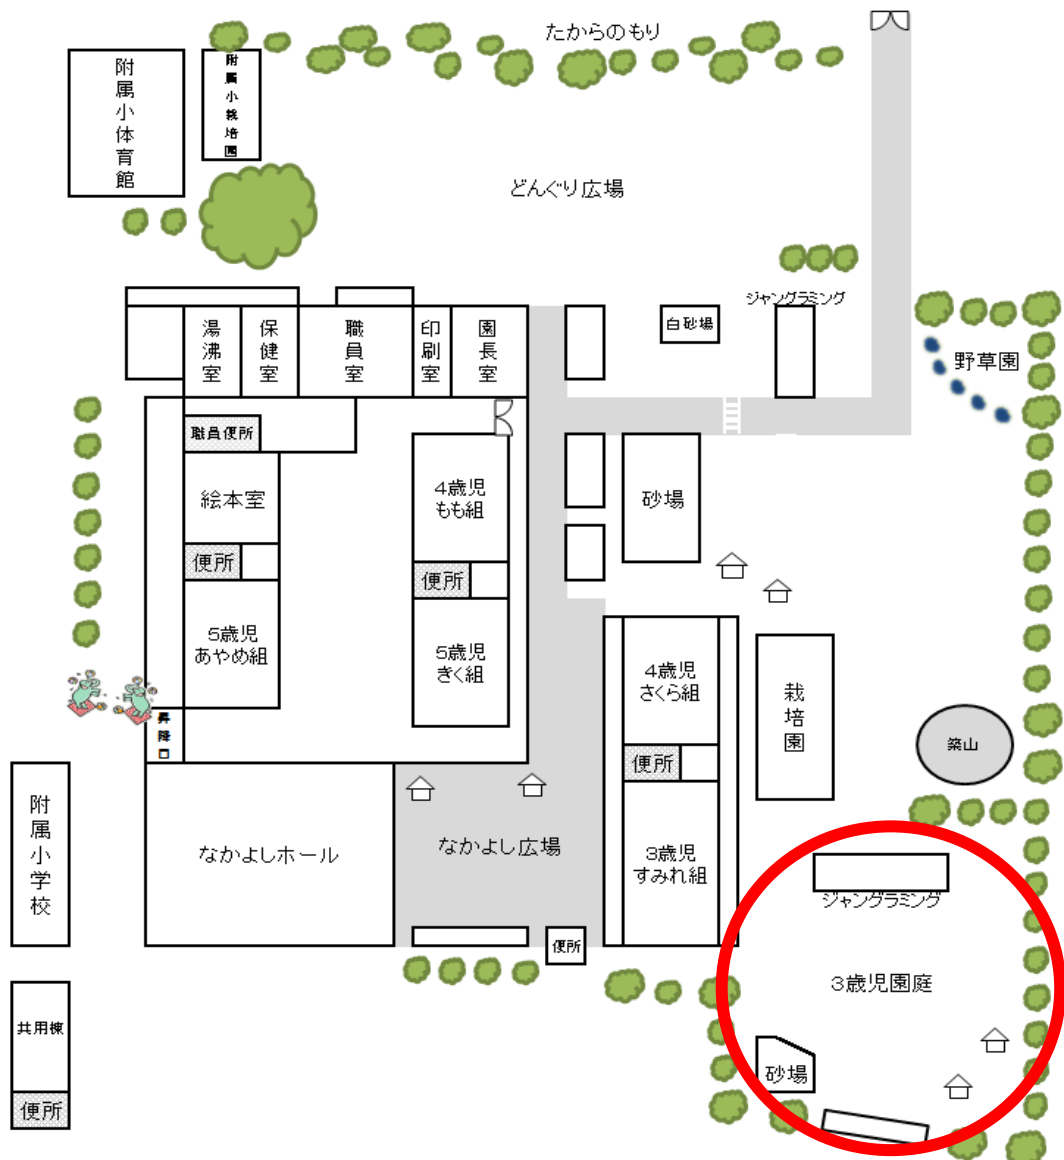 たからのもり
附属小体育館
附属小栽培園
どんぐり広場
ジャングラミング
白砂場
野草園
湯沸室
保健室
職員室
印刷室
園長室
職員便所
絵本室
便所
5歳児
あやめ組
4歳児
もも組
便所
5歳児
きく組
砂場
4歳児
さくら組
便所
3歳児
すみれ組
栽培園
築山
昇降口
附属小学校
なかよしホール
なかよし広場
便所
ジャングラミング
3歳児園庭
砂場
共用棟
便所